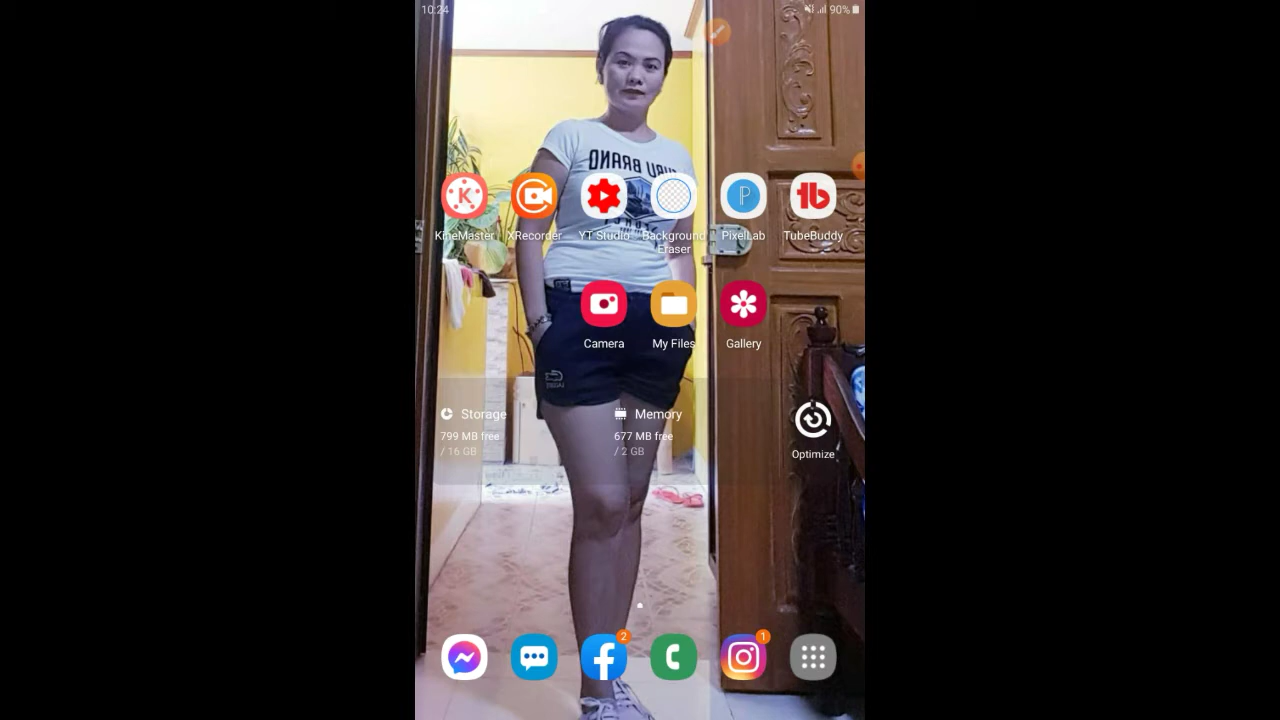 10:24
90%
KineMaster XRecorder YT Studio Background Eraser PixelLab TubeBuddy
Camera My Files Gallery
Storage Memory
799 MB free 677 MB free
/ 16 GB / 2 GB
Optimize
2 1